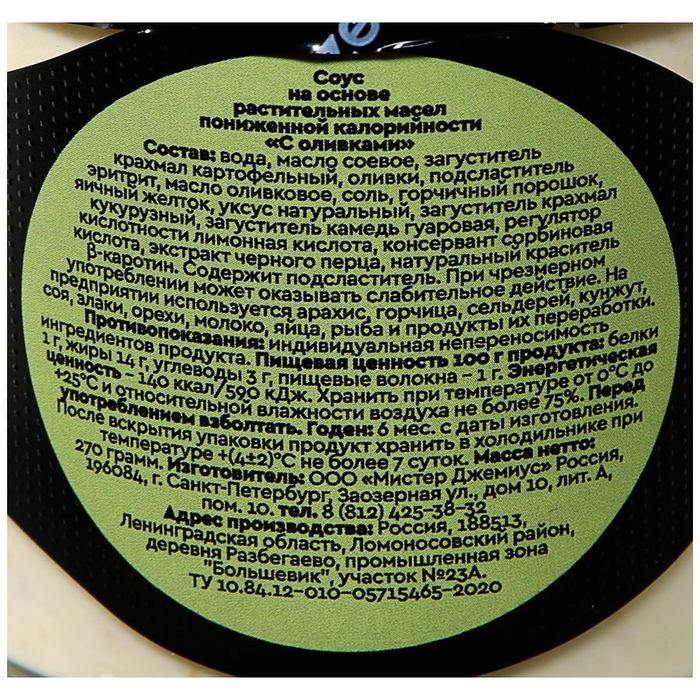 Соус
на основе
растительных масел
пониженной калорийности
«С оливками»
Состав: вода, масло соевое, загуститель
крахмал картофельный, оливки, подсластитель
эритрит, масло оливковое, соль, горчичный порошок,
яичный желток, уксус натуральный, загуститель крахмал
кукурузный, загуститель камедь гуаровая, регулятор
кислотности лимонная кислота, консервант сорбиновая
кислота, экстракт черного перца, натуральный краситель
β-каротин. Содержит подсластитель. При чрезмерном
употреблении может оказывать слабительное действие. На
предприятии используется арахис, горчица, сельдерей, кунжут,
соя, злаки, орехи, молоко, яйца, рыба и продукты их переработки.
Противопоказания: индивидуальная непереносимость
ингредиентов продукта. Пищевая ценность 100 г продукта: белки
1 г, жиры 14 г, углеводы 3 г, пищевые волокна – 1 г. Энергетическая
ценность – 140 ккал/590 кДж. Хранить при температуре от 0°С до
+25°С и относительной влажности воздуха не более 75%. Перед
употреблением взболтать. Годен: 6 мес. с даты изготовления.
После вскрытия упаковки продукт хранить в холодильнике при
температуре +(4±2)°С не более 7 суток. Масса нетто:
270 грамм. Изготовитель: ООО «Мистер Джемиус» Россия,
196084, г. Санкт-Петербург, Заозерная ул., дом 10, лит. А,
пом. 10. тел. 8 (812) 425-38-32
Адрес производства: Россия, 188513,
Ленинградская область, Ломоносовский район,
деревня Разбегаево, промышленная зона
"Большевик", участок №23А.
ТУ 10.84.12-010-05715465-2020